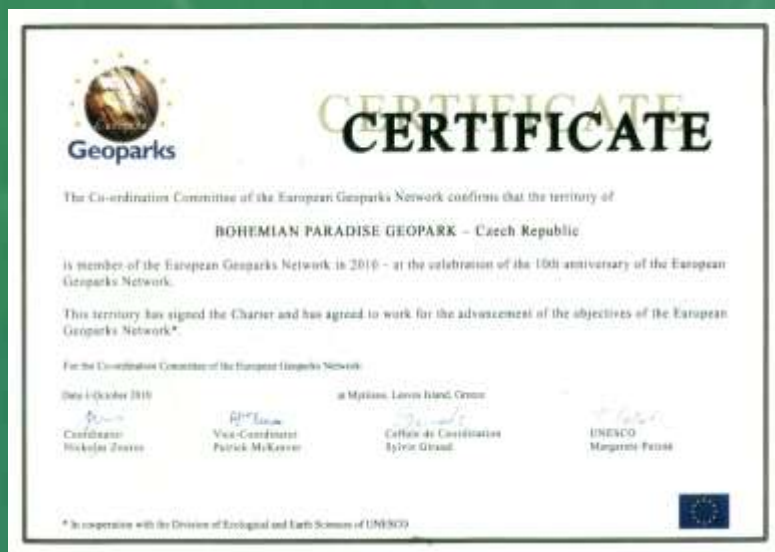 Geoparks
CERTIFICATE
The Co-ordination Committee of the European Geoparks Network confirms that the territory of
BOHEMIAN PARADISE GEOPARK – Czech Republic
is member of the European Geoparks Network in 2010 – at the celebration of the 10th anniversary of the European
Geoparks Network.
This territory has signed the Charter and has agreed to work for the advancement of the objectives of the European
Geoparks Network*.
For the Co-ordination Committee of the European Geoparks Network
October 2010 at Mytilene, Lesvos Island, Greece
Coordinator Vice-Coordinator Cellule de Coordination UNESCO
Nickolas Zouros Patrick McKeever Sylvie Giraud Margarete Patzak
* In cooperation with the Division of Ecological and Earth Sciences of UNESCO